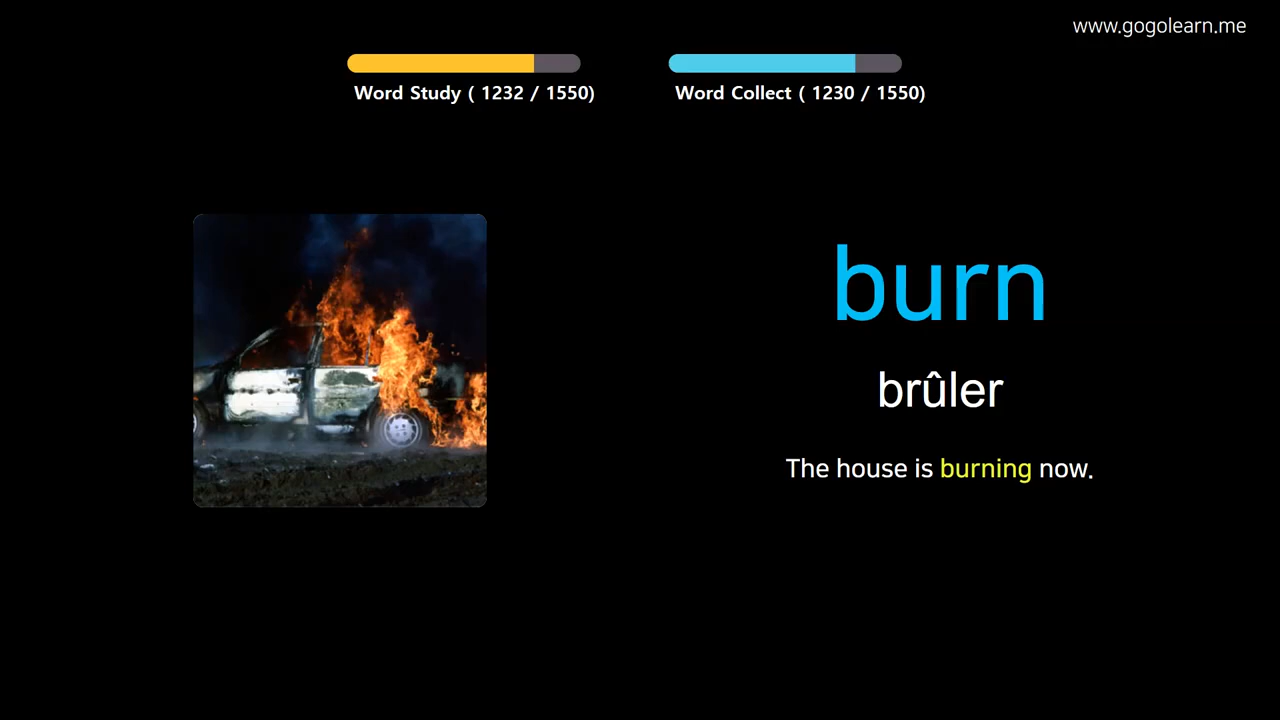 www.gogolearn.me
Word Study ( 1232 / 1550)
Word Collect ( 1230 / 1550)
burn
brûler
The house is burning now.